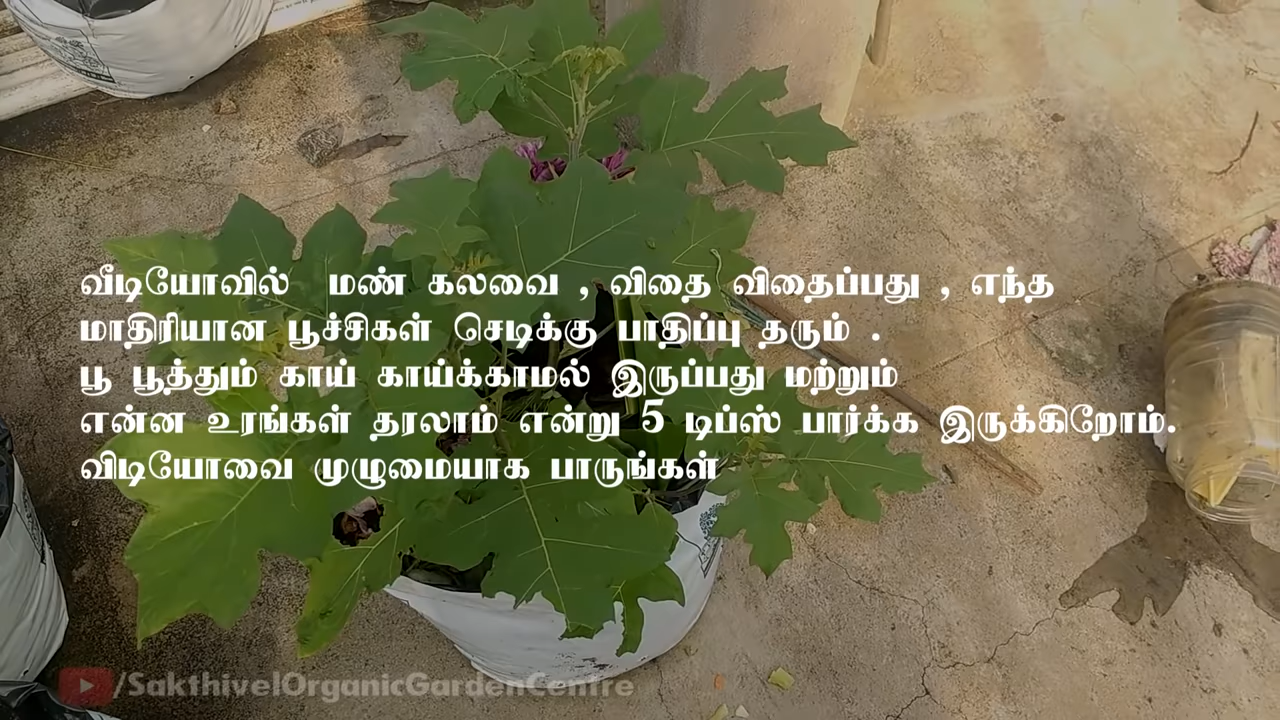 வீடியோவில் மண் கலவை , விதை விதைப்பது , எந்த
மாதிரியான பூச்சிகள் செடிக்கு பாதிப்பு தரும் .
பூ பூத்தும் காய் காய்க்காமல் இருப்பது மற்றும்
என்ன உரங்கள் தரலாம் என்று 5 டிப்ஸ் பார்க்க இருக்கிறோம்.
விடியோவை முழுமையாக பாருங்கள்
/SakthivelOrganicGardenCentre